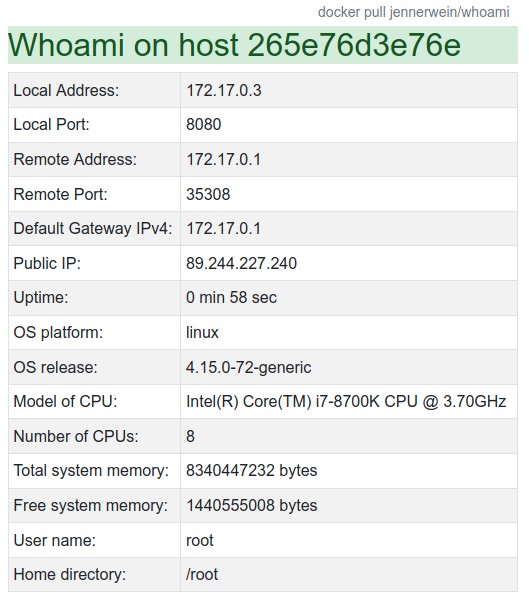 docker pull jennerwein/whoami
Whoami on host 265e76d3e76e
Local Address: 172.17.0.3
Local Port: 8080
Remote Address: 172.17.0.1
Remote Port: 35308
Default Gateway IPv4: 172.17.0.1
Public IP: 89.244.227.240
Uptime: 0 min 58 sec
OS platform: linux
OS release: 4.15.0-72-generic
Model of CPU: Intel(R) Core(TM) i7-8700K CPU @ 3.70GHz
Number of CPUs: 8
Total system memory: 8340447232 bytes
Free system memory: 1440555008 bytes
User name: root
Home directory: /root